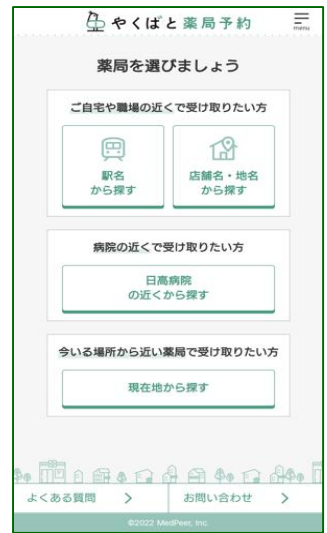 やくばと薬局予約
menu
薬局を選びましょう
ご自宅や職場の近くで受け取りたい方
駅名
から探す
店舗名・地名
から探す
病院の近くで受け取りたい方
日高病院
の近くから探す
今いる場所から近い薬局で受け取りたい方
現在地から探す
よくある質問
お問い合わせ
©2022 MedPeer, Inc.